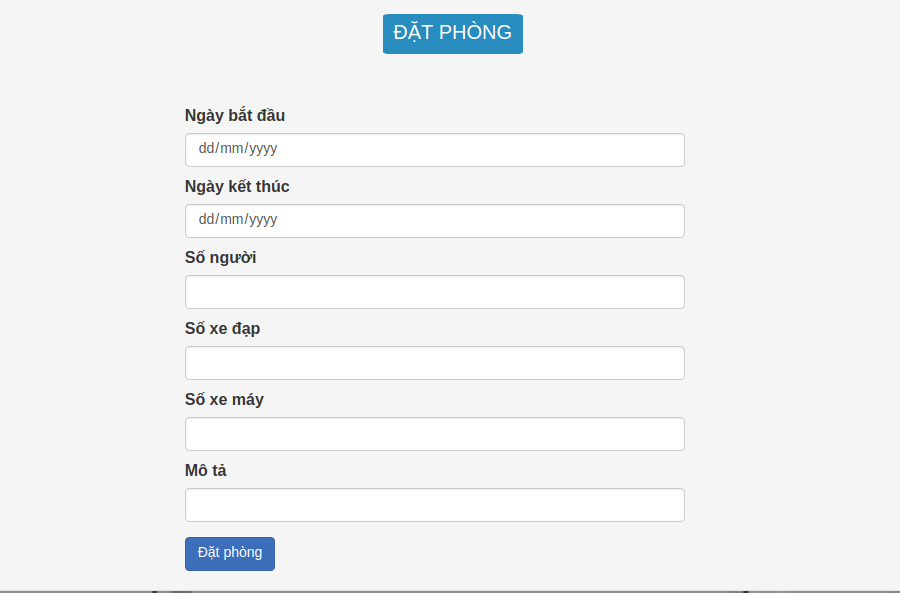 ĐẶT PHÒNG
Ngày bắt đầu
dd/mm/yyyy
Ngày kết thúc
dd/mm/yyyy
Số người
Số xe đạp
Số xe máy
Mô tả
Đặt phòng